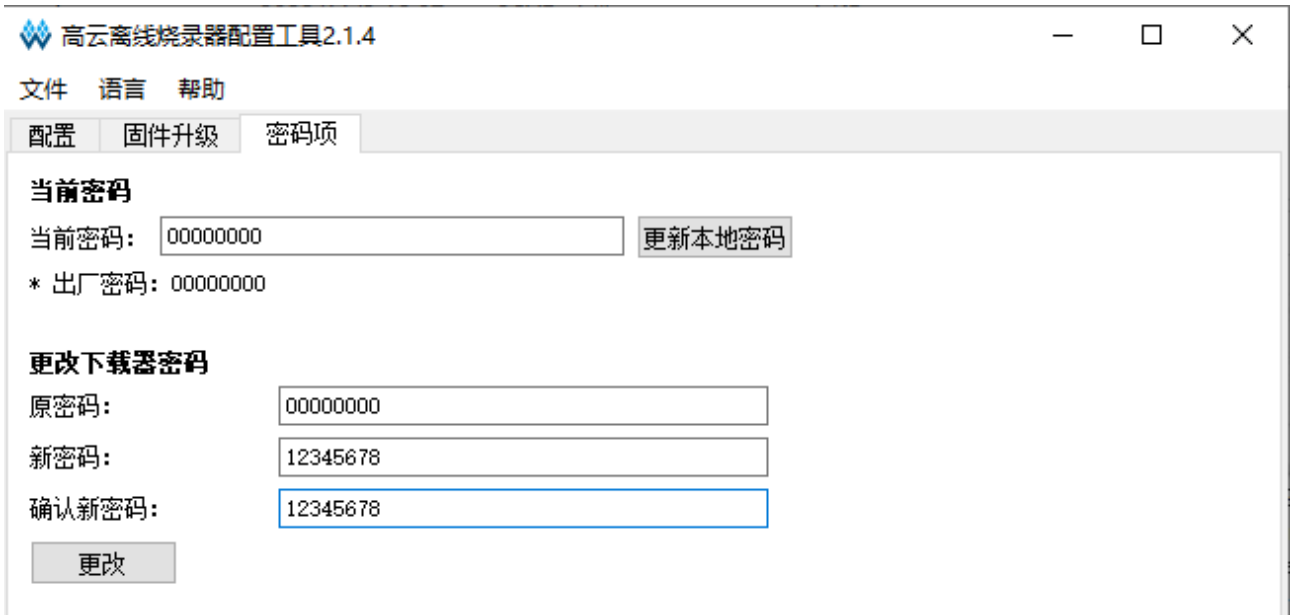 高云离线烧录器配置工具2.1.4
文件 语言 帮助
配置 固件升级 密码项
当前密码
当前密码: 00000000 更新本地密码
* 出厂密码: 00000000
更改下载器密码
原密码: 00000000
新密码: 12345678
确认新密码: 12345678
更改